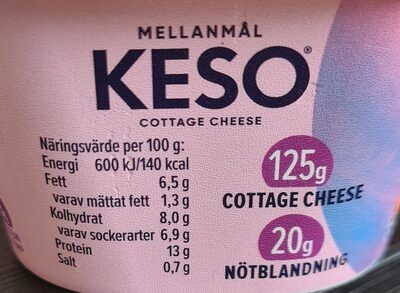 MELLANMÅL
KESO®
COTTAGE CHEESE
Näringsvärde per 100 g:
Energi 600 kJ/140 kcal
Fett 6,5 g
varav mättat fett 1,3 g
Kolhydrat 8,0 g
varav sockerarter 6,9 g
Protein 13 g
Salt 0,7 g
125g
COTTAGE CHEESE
20g
NÖTBLANDNING